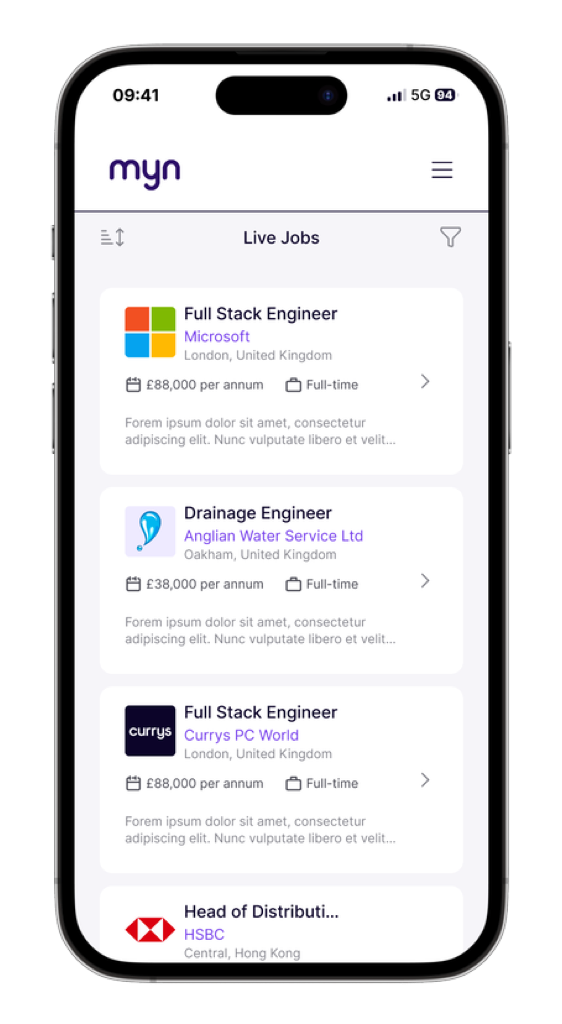 09:41
5G 94
myn
Live Jobs
Full Stack Engineer
Microsoft
London, United Kingdom
£88,000 per annum Full-time
Forem ipsum dolor sit amet, consectetur
adipiscing elit. Nunc vulputate libero et velit...
Drainage Engineer
Anglian Water Service Ltd
Oakham, United Kingdom
£38,000 per annum Full-time
Forem ipsum dolor sit amet, consectetur
adipiscing elit. Nunc vulputate libero et velit...
currys
Full Stack Engineer
Currys PC World
London, United Kingdom
£88,000 per annum Full-time
Forem ipsum dolor sit amet, consectetur
adipiscing elit. Nunc vulputate libero et velit...
Head of Distributi...
HSBC
Central, Hong Kong